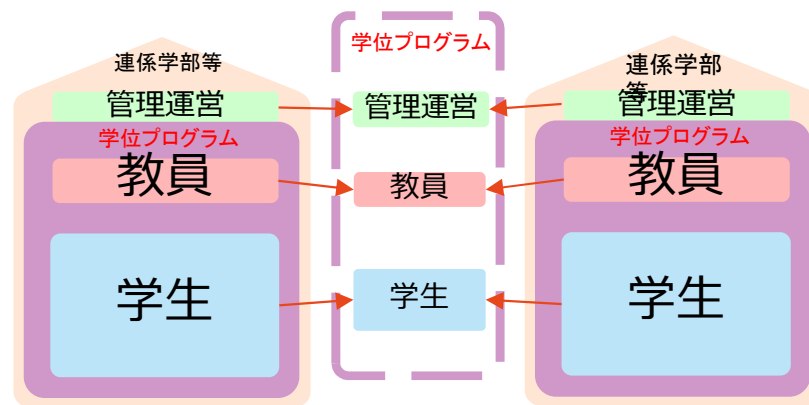 連係学部等
管理運営
学位プログラム
教員
学生
学位プログラム
管理運営
教員
学生
連係学部
等
管理運営
学位プログラム
教員
学生